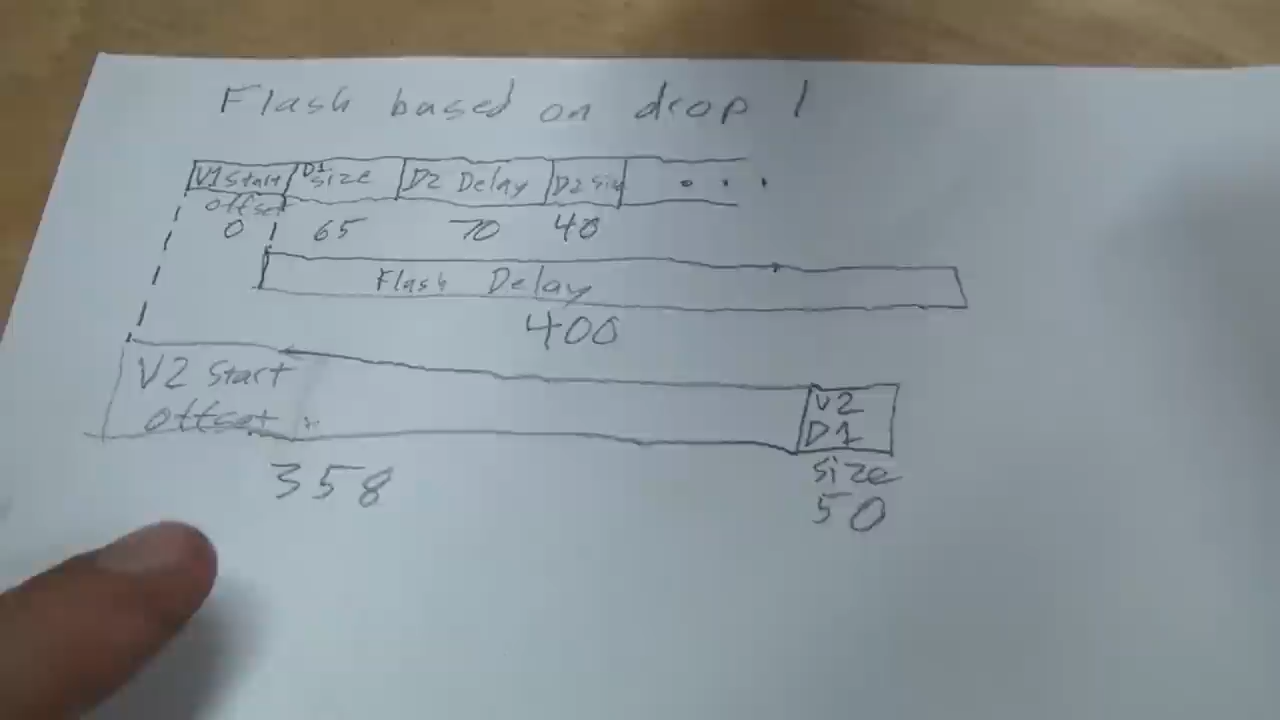 Flash based on drop 1
V1 Start D1 size D2 Delay D2 Siz ...
offset
0 65 70 40
Flash Delay
400
V2 Start V2
offset D1
358 size
50